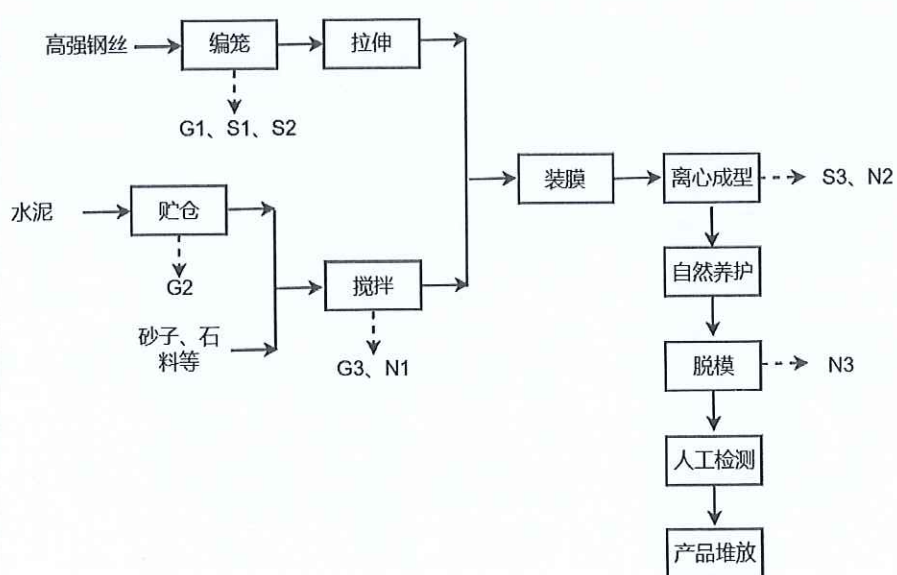 高强钢丝
编笼
拉伸
G1、S1、S2
水泥
贮仓
G2
砂子、石
料等
搅拌
G3、N1
装膜
离心成型
S3、N2
自然养护
脱模
N3
人工检测
产品堆放